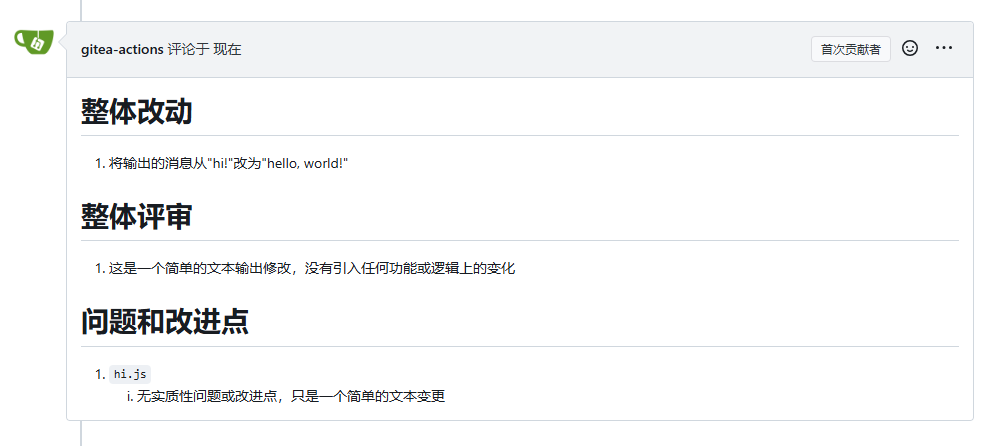 gitea-actions 评论于 现在
首次贡献者
整体改动
1. 将输出的消息从"hi!"改为"hello, world!"
整体评审
1. 这是一个简单的文本输出修改，没有引入任何功能或逻辑上的变化
问题和改进点
1. hi.js
i. 无实质性问题或改进点，只是一个简单的文本变更